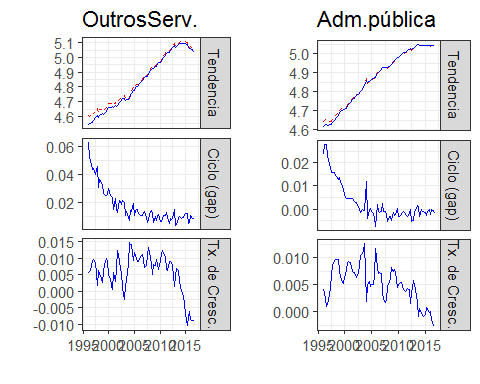 OutrosServ.
5.1
5.0
4.9
4.8
4.7
4.6
Tendencia
0.06
0.04
0.02
Ciclo (gap)
0.015
0.010
0.005
0.000
-0.005
-0.010
Tx. de Cresc.
1995 2000 2005 2010 2015
Adm.pública
5.0
4.9
4.8
4.7
4.6
Tendencia
0.02
0.01
0.00
Ciclo (gap)
0.010
0.005
0.000
Tx. de Cresc.
1995 2000 2005 2010 2015